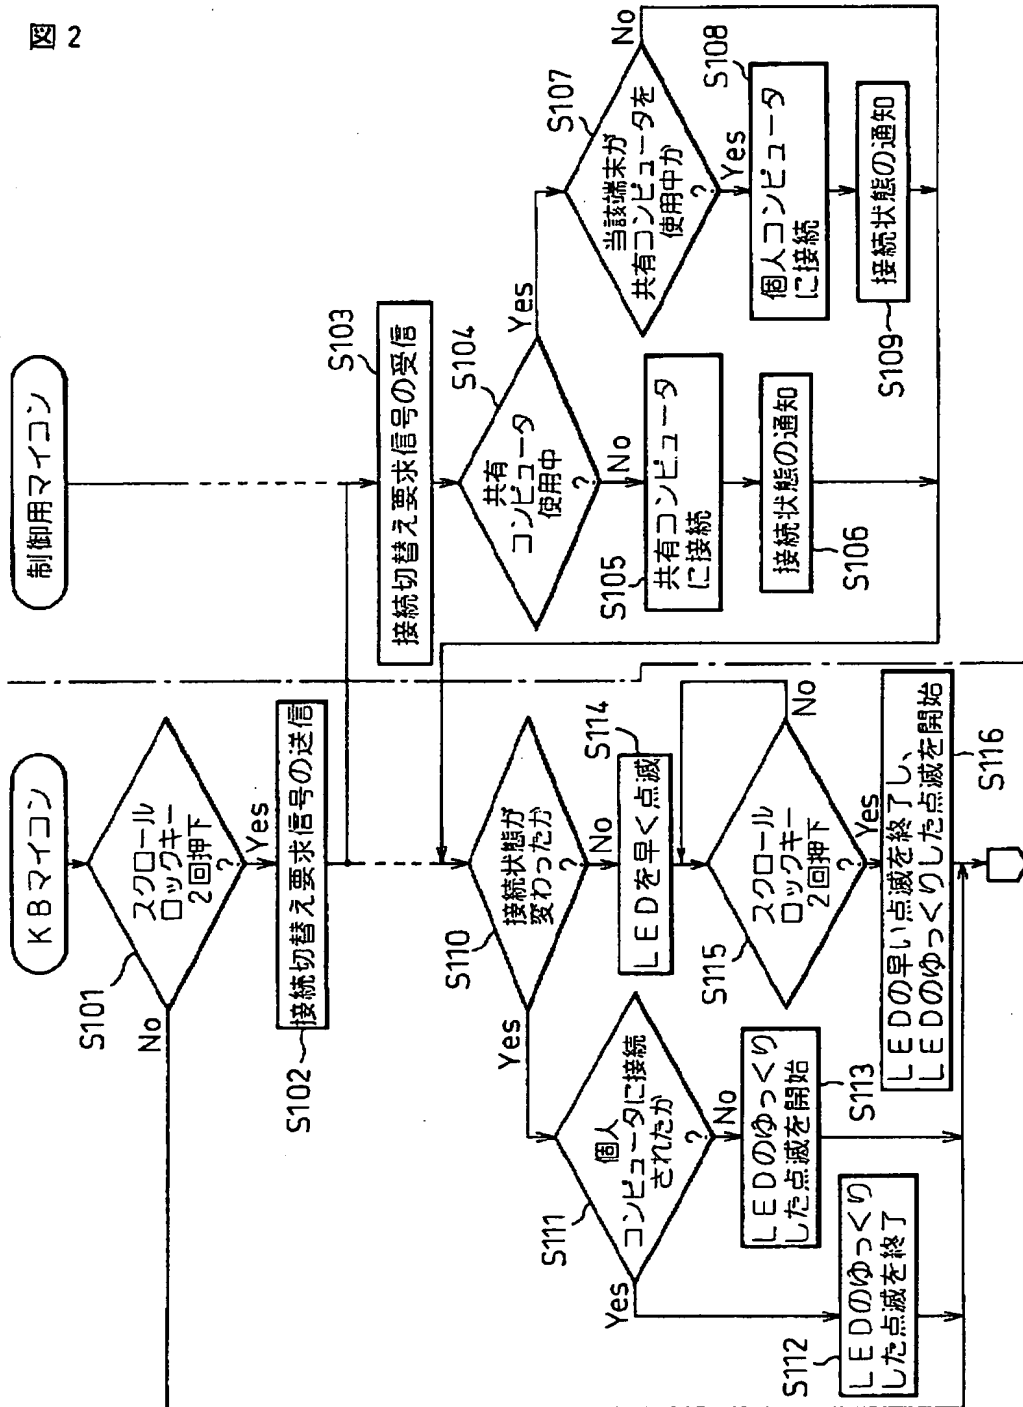 図2
KBマイコン
S101
スクロール
ロックキー
2回押下
?
No
Yes
S102
接続切替え要求信号の送信
S110
接続状態が
変わったか
?
Yes
No
S111
個人
コンピュータに接続
されたか
?
Yes
No
S112
LEDのゆっくり
した点滅を終了
S113
LEDのゆっくり
した点滅を開始
S114
LEDを早く点滅
S115
スクロール
ロックキー
2回押下
?
No
Yes
S116
LEDの早い点滅を終了し、
LEDのゆっくりした点滅を開始
制御用マイコン
S103
接続切替え要求信号の受信
S104
共有
コンピュータ
使用中
?
Yes
No
S105
共有コンピュータ
に接続
S106
接続状態の通知
S107
当該端末が
共有コンピュータを
使用中か
?
No
Yes
S108
個人コンピュータ
に接続
S109
接続状態の通知